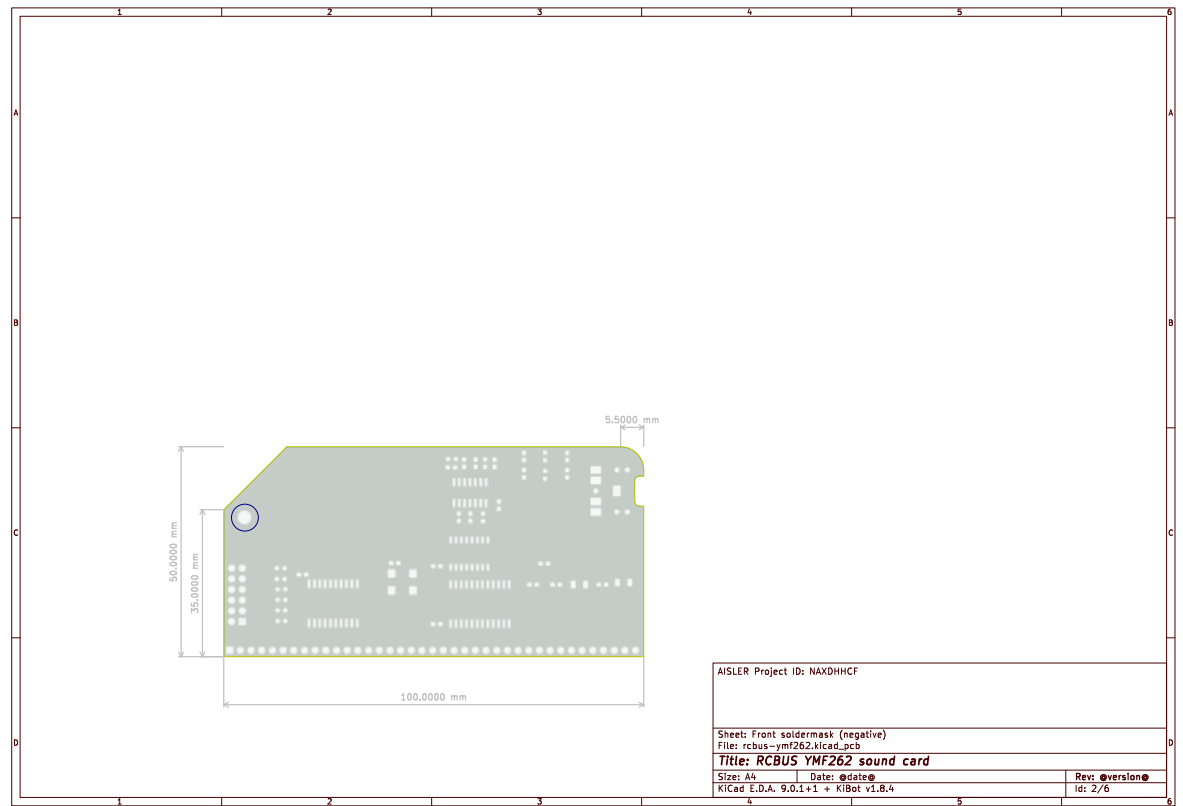 1 2 3 4 5 6
A A
B B
5.5000 mm
50.0000 mm
35.0000 mm
C C
100.0000 mm
AISLER Project ID: NAXDHHCF
Sheet: Front soldermask (negative)
File: rcbus-ymf262.kicad_pcb
D D
Title: RCBUS YMF262 sound card
Size: A4 Date: @date@ Rev: @version@
KiCad E.D.A. 9.0.1+1 + KiBot v1.8.4 Id: 2/6
1 2 3 4 5 6